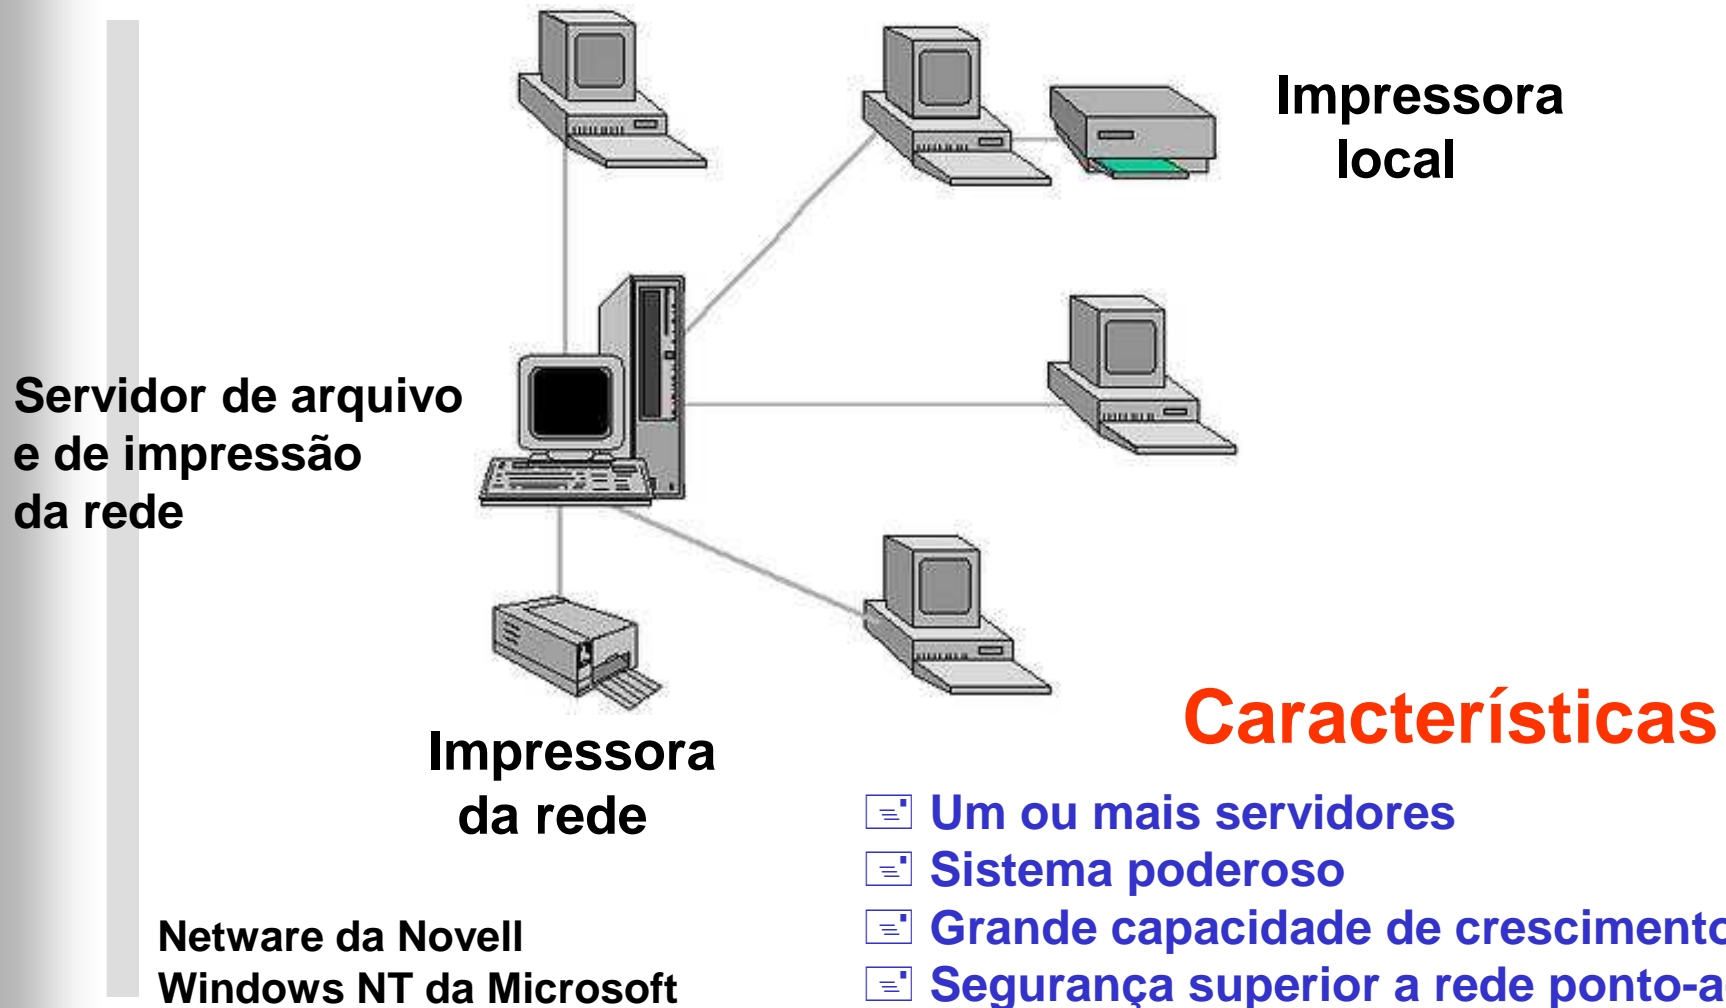 Impressora
local
Servidor de arquivo
e de impressão
da rede
Impressora
da rede
Características
Um ou mais servidores
Sistema poderoso
Grande capacidade de crescimento
Segurança superior a rede ponto-a
Netware da Novell
Windows NT da Microsoft